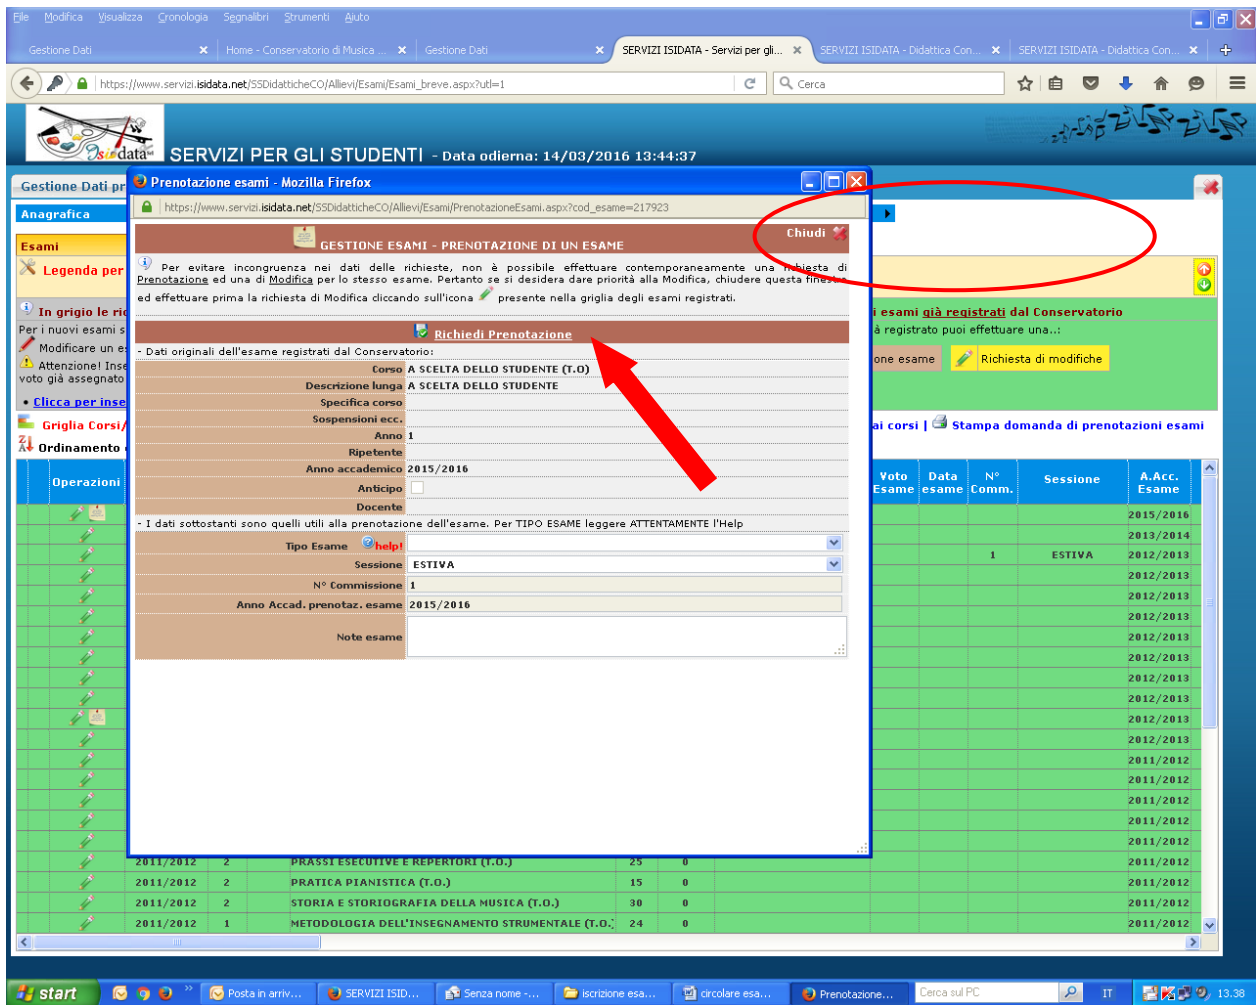 File Modifica Visualizza Cronologia Segnalibri Strumenti Aiuto
Gestione Dati
Home - Conservatorio di Musica ...
Gestione Dati
SERVIZI ISIDATA - Servizi per gli...
SERVIZI ISIDATA - Didattica Con...
SERVIZI ISIDATA - Didattica Con...
https://www.servizi.isidata.net/SSDidatticheCO/Allievi/Esami/Esami_breve.aspx?utl=1
Cerca
Isidata
SERVIZI PER GLI STUDENTI - Data odierna: 14/03/2016 13:44:37
Gestione Dati pr
Anagrafica
Esami
Legenda per
In grigio le ri
Per i nuovi esami s
Modificare un es
Attenzione! Inse
voto già assegnato
• Clicca per inse
Griglia Corsi/
Ordinamento
Prenotazione esami - Mozilla Firefox
https://www.servizi.isidata.net/SSDidatticheCO/Allievi/Esami/PrenotazioneEsami.aspx?cod_esame=217923
Chiudi
GESTIONE ESAMI - PRENOTAZIONE DI UN ESAME
Per evitare incongruenza nei dati delle richieste, non è possibile effettuare contemporaneamente una richiesta di
Prenotazione ed una di Modifica per lo stesso esame. Pertanto se si desidera dare priorità alla Modifica, chiudere questa finestra
ed effettuare prima la richiesta di Modifica cliccando sull'icona presente nella griglia degli esami registrati.
Richiedi Prenotazione
- Dati originali dell'esame registrati dal Conservatorio:
Corso A SCELTA DELLO STUDENTE (T.O)
Descrizione lunga A SCELTA DELLO STUDENTE
Specifica corso
Sospensioni ecc.
Anno 1
Ripetente
Anno accademico 2015/2016
Anticipo
Docente
- I dati sottostanti sono quelli utili alla prenotazione dell'esame. Per TIPO ESAME leggere ATTENTAMENTE l'Help
Tipo Esame help!
Sessione ESTIVA
N° Commissione 1
Anno Accad. prenotaz. esame 2015/2016
Note esame
i esami già registrati dal Conservatorio
à registrato puoi effettuare una..:
one esame Richiesta di modifiche
ai corsi | Stampa domanda di prenotazioni esami
Operazioni Voto Esame Data esame N° Comm. Sessione A.Acc. Esame
2015/2016
2013/2014
1 ESTIVA 2012/2013
2012/2013
2012/2013
2012/2013
2012/2013
2012/2013
2012/2013
2012/2013
2012/2013
2012/2013
2011/2012
2011/2012
2011/2012
2011/2012
2011/2012
2011/2012 2 PRASSI ESECUTIVE E REPERTORI (T.O.) 25 0 2011/2012
2011/2012 2 PRATICA PIANISTICA (T.O.) 15 0 2011/2012
2011/2012 2 STORIA E STORIOGRAFIA DELLA MUSICA (T.O.) 30 0 2011/2012
2011/2012 1 METODOLOGIA DELL'INSEGNAMENTO STRUMENTALE (T.O.) 24 0 2011/2012
start
Posta in arriv...
SERVIZI ISID...
Senza nome -...
iscrizione esa...
circolare esa...
Prenotazione...
Cerca sul PC
IT
13.38